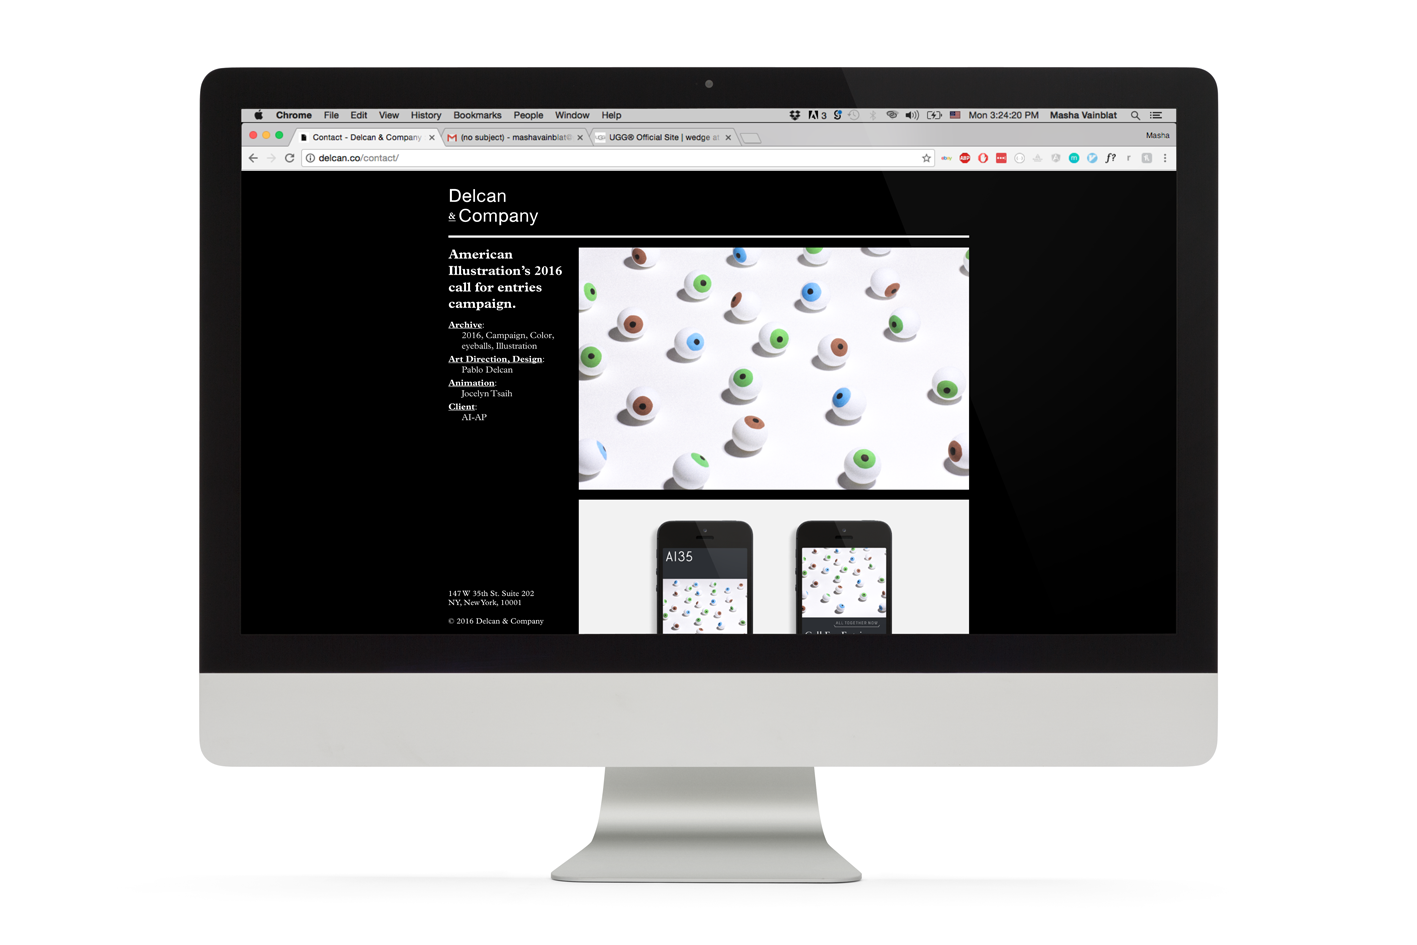 Chrome File Edit View History Bookmarks People Window Help 3 Mon 3:24:20 PM Masha Vainblat
Contact - Delcan & Company (no subject) - mashavainblat@ UGG® Official Site | wedge at Masha
delcan.co/contact/
ebay ABP m f? r
Delcan
& Company
American
Illustration's 2016
call for entries
campaign.
Archive:
2016, Campaign, Color,
eyeballs, Illustration
Art Direction, Design:
Pablo Delcan
Animation:
Jocelyn Tsaih
Client:
AI-AP
AI35
ALL TOGETHER NOW
147 W 35th St. Suite 202
NY, New York, 10001
© 2016 Delcan & Company